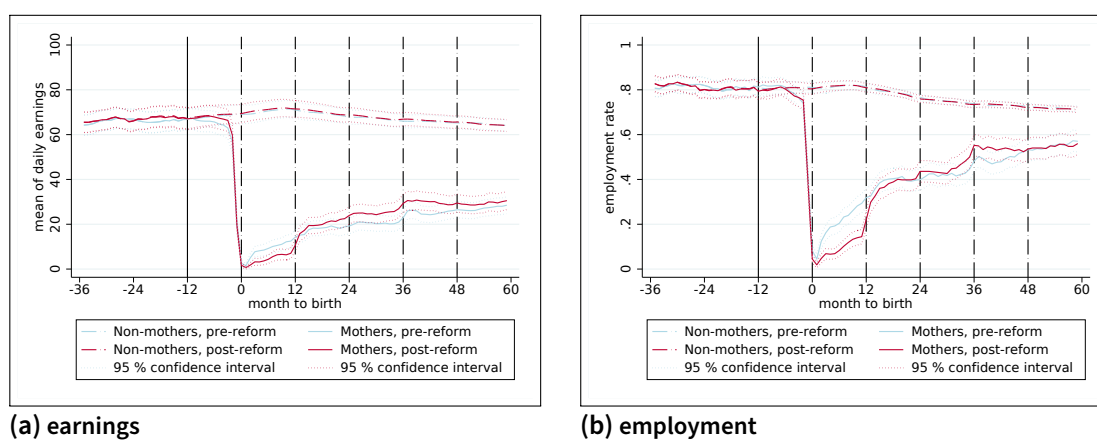 100
80
60
40
20
0
mean of daily earnings
-36 -24 -12 0 12 24 36 48 60
month to birth
Non-mothers, pre-reform Mothers, pre-reform
Non-mothers, post-reform Mothers, post-reform
95 % confidence interval 95 % confidence interval
(a) earnings
1
.8
.6
.4
.2
0
employment rate
-36 -24 -12 0 12 24 36 48 60
month to birth
Non-mothers, pre-reform Mothers, pre-reform
Non-mothers, post-reform Mothers, post-reform
95 % confidence interval 95 % confidence interval
(b) employment